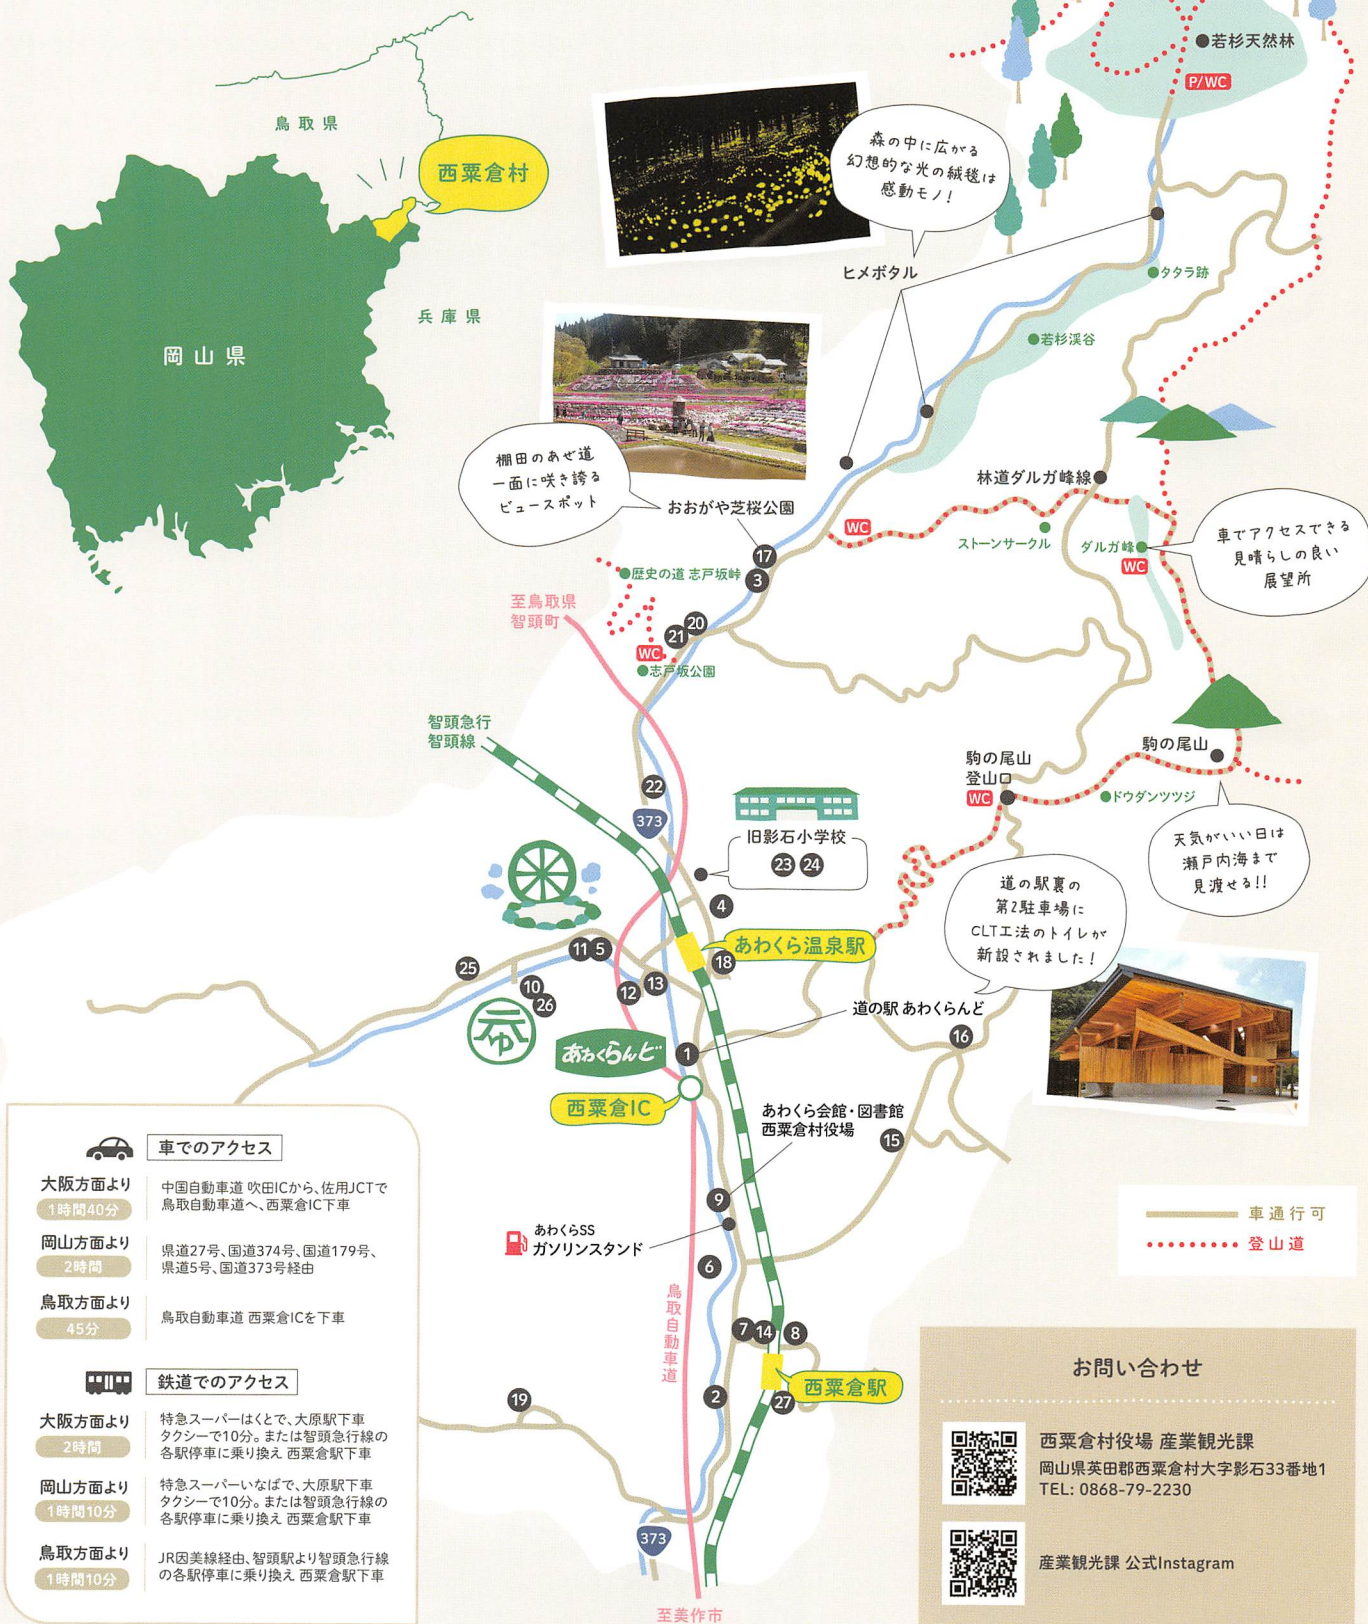 鳥取県
西粟倉村
兵庫県
岡山県
若杉天然林
P/WC
森の中に広がる
幻想的な光の絨毯は
感動モノ!
ヒメボタル
タタラ跡
若杉渓谷
棚田のあぜ道
一面に咲き誇る
ビュースポット
おおがや芝桜公園
17
3
林道ダルガ峰線
WC
ストーンサークル
ダルガ峰
WC
車でアクセスできる
見晴らしの良い
展望所
歴史の道 志戸坂峠
至鳥取県
智頭町
20
21
WC
志戸坂公園
智頭急行
智頭線
22
373
旧影石小学校
23 24
駒の尾山
登山口
WC
駒の尾山
ドウダンツツジ
天気がいい日は
瀬戸内海まで
見渡せる!!
道の駅裏の
第2駐車場に
CLT工法のトイレが
新設されました!
4
あわくら温泉駅
18
11 5
25
10
26
12
13
元ゆ
あわくらんど
1
道の駅 あわくらんど
16
西粟倉IC
あわくら会館・図書館
西粟倉村役場
15
9
あわくらSS
ガソリンスタンド
6
鳥取自動車道
7 14 8
西粟倉駅
2
27
19
373
至美作市
車でのアクセス
大阪方面より
1時間40分
中国自動車道 吹田ICから、佐用JCTで
鳥取自動車道へ、西粟倉IC下車
岡山方面より
2時間
県道27号、国道374号、国道179号、
県道5号、国道373号経由
鳥取方面より
45分
鳥取自動車道 西粟倉ICを下車
鉄道でのアクセス
大阪方面より
2時間
特急スーパーはくとで、大原駅下車
タクシーで10分。または智頭急行線の
各駅停車に乗り換え 西粟倉駅下車
岡山方面より
1時間10分
特急スーパーいなばで、大原駅下車
タクシーで10分。または智頭急行線の
各駅停車に乗り換え 西粟倉駅下車
鳥取方面より
1時間10分
JR因美線経由、智頭駅より智頭急行線
の各駅停車に乗り換え 西粟倉駅下車
車通行可
登山道
お問い合わせ
西粟倉村役場 産業観光課
岡山県英田郡西粟倉村大字影石33番地1
TEL: 0868-79-2230
産業観光課 公式Instagram